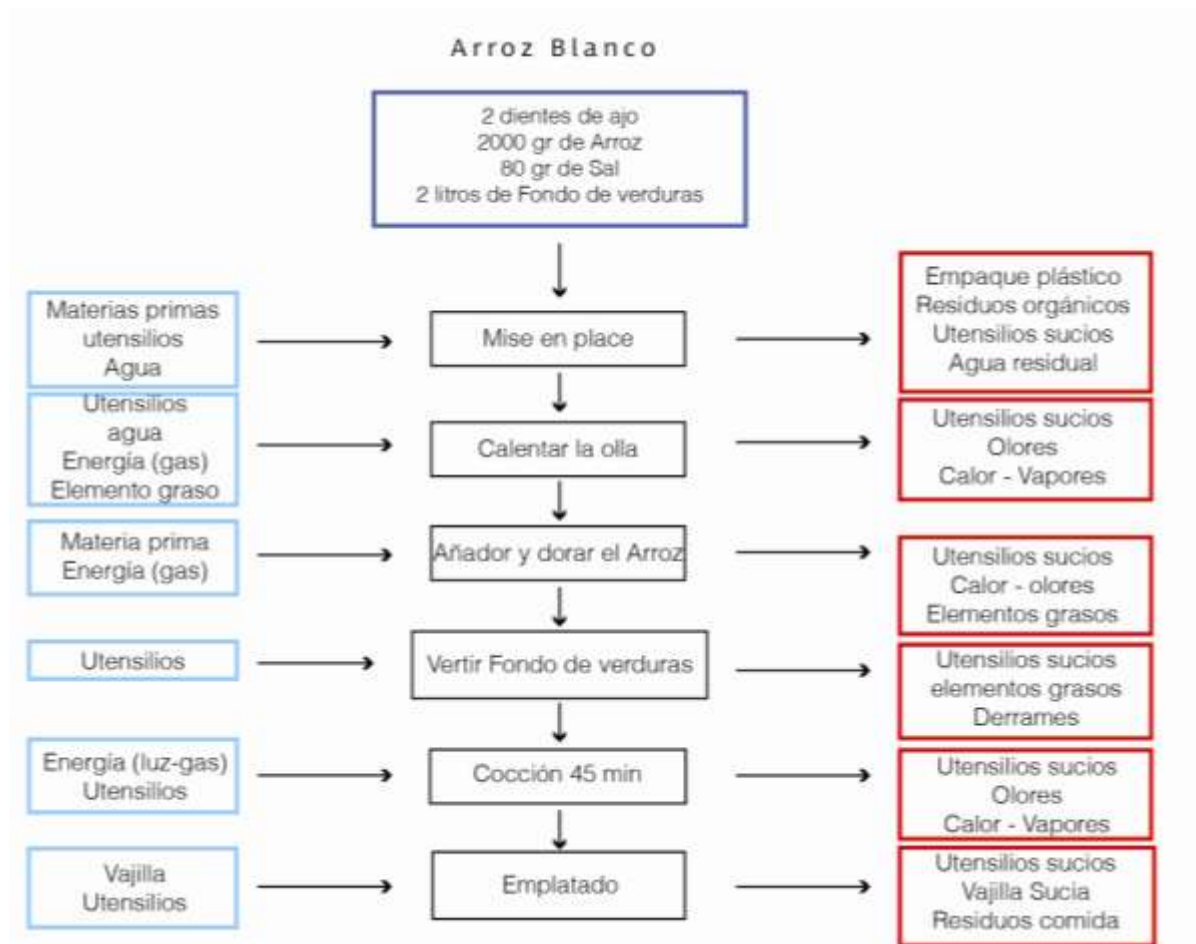 Arroz Blanco
2 dientes de ajo
2000 gr de Arroz
80 gr de Sal
2 litros de Fondo de verduras
Materias primas
utensilios
Agua
Mise en place
Empaque plástico
Residuos orgánicos
Utensilios sucios
Agua residual
Utensilios
agua
Energía (gas)
Elemento graso
Calentar la olla
Utensilios sucios
Olores
Calor - Vapores
Materia prima
Energía (gas)
Añador y dorar el Arroz
Utensilios sucios
Calor - olores
Elementos grasos
Utensilios
Vertir Fondo de verduras
Utensilios sucios
elementos grasos
Derrames
Energía (luz-gas)
Utensilios
Cocción 45 min
Utensilios sucios
Olores
Calor - Vapores
Vajilla
Utensilios
Emplatado
Utensilios sucios
Vajilla Sucia
Residuos comida